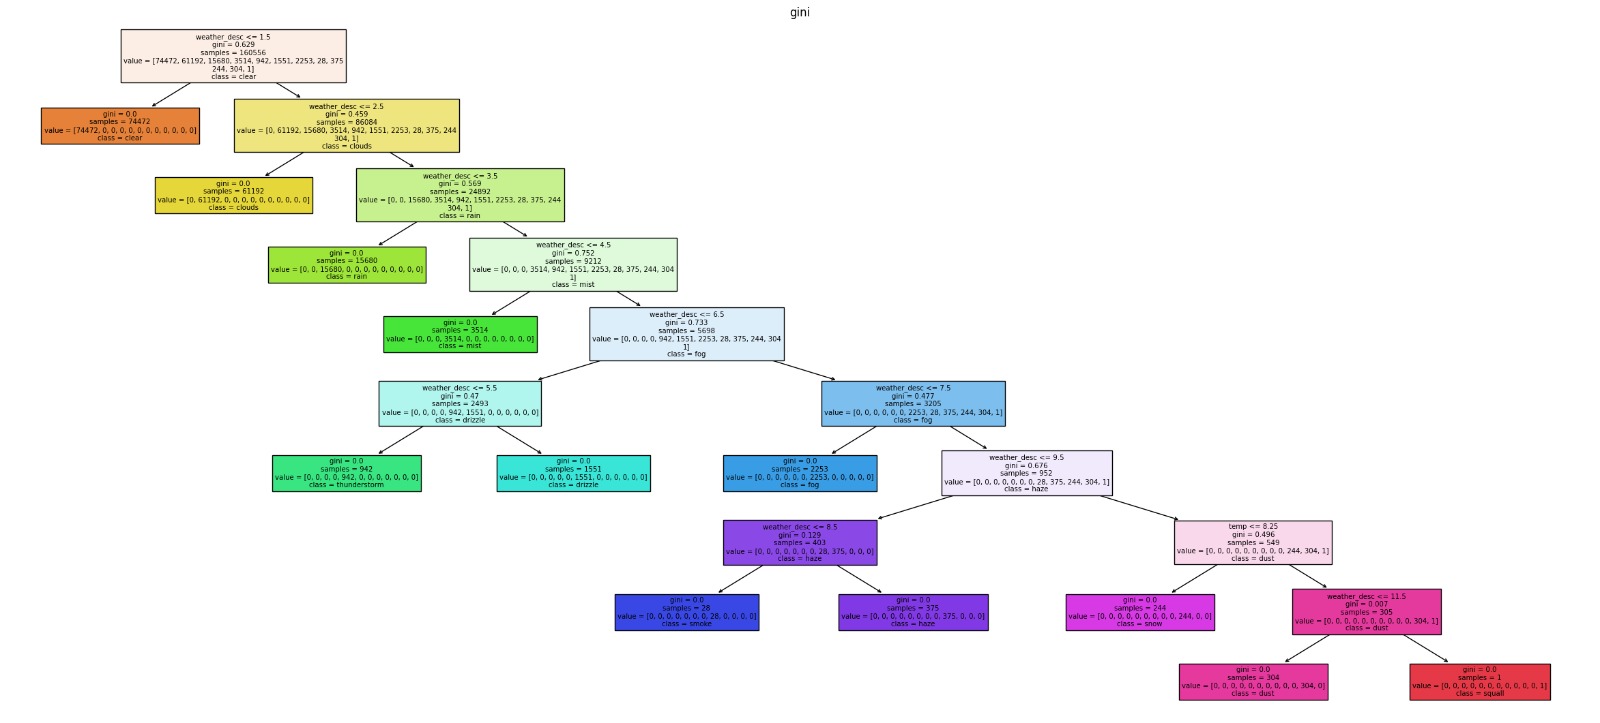 gini
weather_desc <= 1.5
gini = 0.629
samples = 160556
value = [74472, 61192, 15680, 3514, 942, 1551, 2253, 28, 375
244, 304, 1]
class = clear
gini = 0.0
samples = 74472
value = [74472, 0, 0, 0, 0, 0, 0, 0, 0, 0, 0, 0]
class = clear
weather_desc <= 2.5
gini = 0.459
samples = 86084
value = [0, 61192, 15680, 3514, 942, 1551, 2253, 28, 375, 244
304, 1]
class = clouds
gini = 0.0
samples = 61192
value = [0, 61192, 0, 0, 0, 0, 0, 0, 0, 0, 0, 0]
class = clouds
weather_desc <= 3.5
gini = 0.569
samples = 24892
value = [0, 0, 15680, 3514, 942, 1551, 2253, 28, 375, 244
304, 1]
class = rain
gini = 0.0
samples = 15680
value = [0, 0, 15680, 0, 0, 0, 0, 0, 0, 0, 0, 0]
class = rain
weather_desc <= 4.5
gini = 0.752
samples = 9212
value = [0, 0, 0, 3514, 942, 1551, 2253, 28, 375, 244, 304
1]
class = mist
gini = 0.0
samples = 3514
value = [0, 0, 0, 3514, 0, 0, 0, 0, 0, 0, 0, 0]
class = mist
weather_desc <= 6.5
gini = 0.733
samples = 5698
value = [0, 0, 0, 0, 942, 1551, 2253, 28, 375, 244, 304
1]
class = fog
weather_desc <= 5.5
gini = 0.47
samples = 2493
value = [0, 0, 0, 0, 942, 1551, 0, 0, 0, 0, 0, 0]
class = drizzle
weather_desc <= 7.5
gini = 0.477
samples = 3205
value = [0, 0, 0, 0, 0, 0, 2253, 28, 375, 244, 304, 1]
class = fog
gini = 0.0
samples = 942
value = [0, 0, 0, 0, 942, 0, 0, 0, 0, 0, 0, 0]
class = thunderstorm
gini = 0.0
samples = 1551
value = [0, 0, 0, 0, 0, 1551, 0, 0, 0, 0, 0, 0]
class = drizzle
gini = 0.0
samples = 2253
value = [0, 0, 0, 0, 0, 0, 2253, 0, 0, 0, 0, 0]
class = fog
weather_desc <= 9.5
gini = 0.676
samples = 952
value = [0, 0, 0, 0, 0, 0, 0, 28, 375, 244, 304, 1]
class = haze
weather_desc <= 8.5
gini = 0.129
samples = 403
value = [0, 0, 0, 0, 0, 0, 0, 28, 375, 0, 0, 0]
class = haze
temp <= 8.25
gini = 0.496
samples = 549
value = [0, 0, 0, 0, 0, 0, 0, 0, 0, 244, 304, 1]
class = dust
gini = 0.0
samples = 28
value = [0, 0, 0, 0, 0, 0, 0, 28, 0, 0, 0, 0]
class = smoke
gini = 0.0
samples = 375
value = [0, 0, 0, 0, 0, 0, 0, 0, 375, 0, 0, 0]
class = haze
gini = 0.0
samples = 244
value = [0, 0, 0, 0, 0, 0, 0, 0, 0, 244, 0, 0]
class = snow
weather_desc <= 11.5
gini = 0.007
samples = 305
value = [0, 0, 0, 0, 0, 0, 0, 0, 0, 0, 304, 1]
class = dust
gini = 0.0
samples = 304
value = [0, 0, 0, 0, 0, 0, 0, 0, 0, 0, 304, 0]
class = dust
gini = 0.0
samples = 1
value = [0, 0, 0, 0, 0, 0, 0, 0, 0, 0, 0, 1]
class = squall